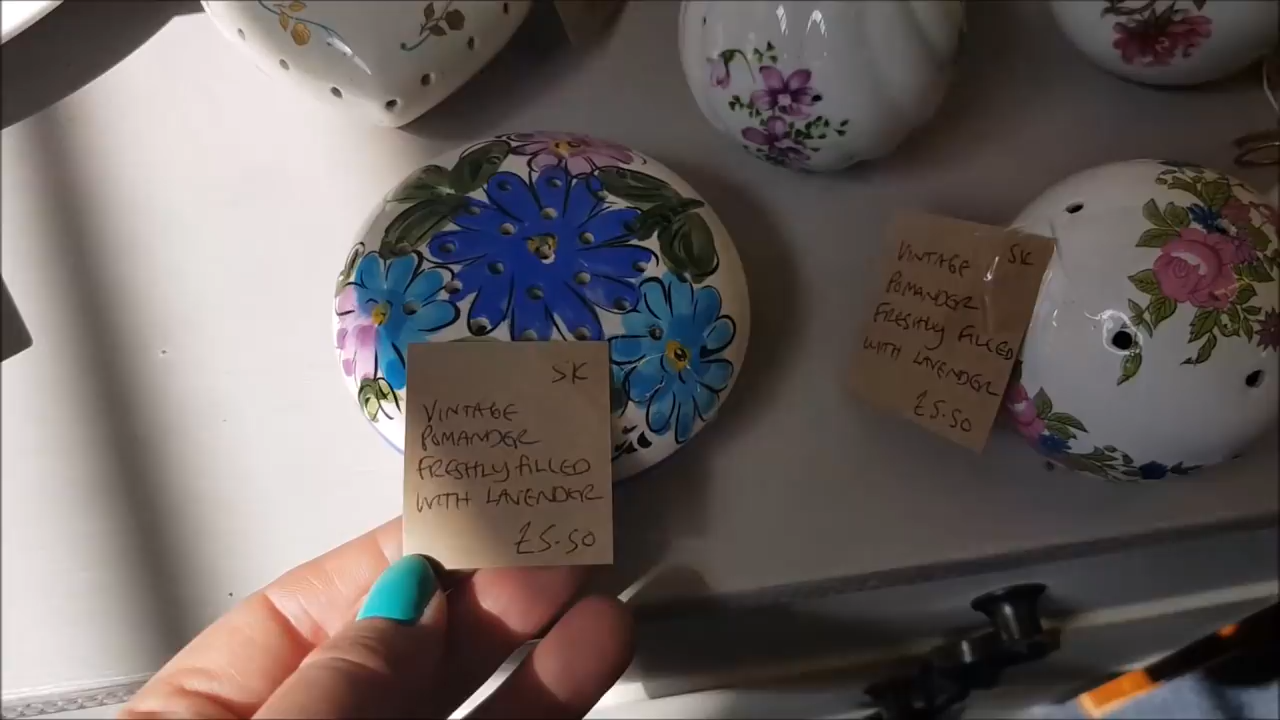 SK
VINTAGE
POMANDER
FRESHLY FILLED
WITH LAVENDER
£5.50
VINTAGE SK
POMANDER
FRESHLY FILLED
WITH LAVENDER
£5.50